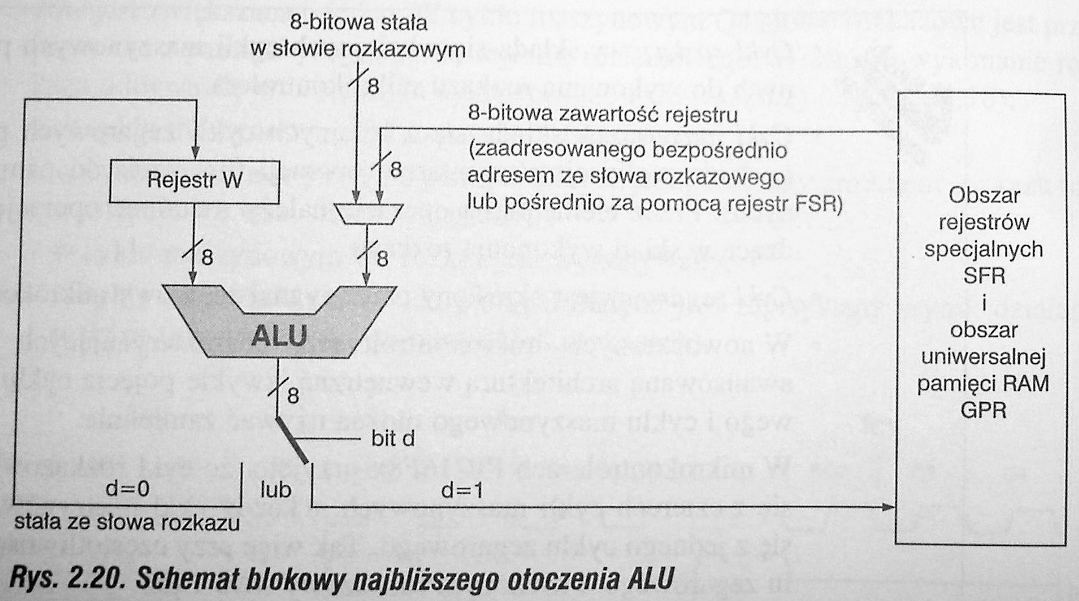 8-bitowa stała
w słowie rozkazowym
8
8-bitowa zawartość rejestru
(zaadresowanego bezpośrednio
adresem ze słowa rozkazowego
lub pośrednio za pomocą rejestr FSR)
8
Rejestr W
8
8
ALU
8
bit d
d=0
lub
d=1
stała ze słowa rozkazu
Obszar
rejestrów
specjalnych
SFR
i
obszar
uniwersalnej
pamięci RAM
GPR
Rys. 2.20. Schemat blokowy najbliższego otoczenia ALU